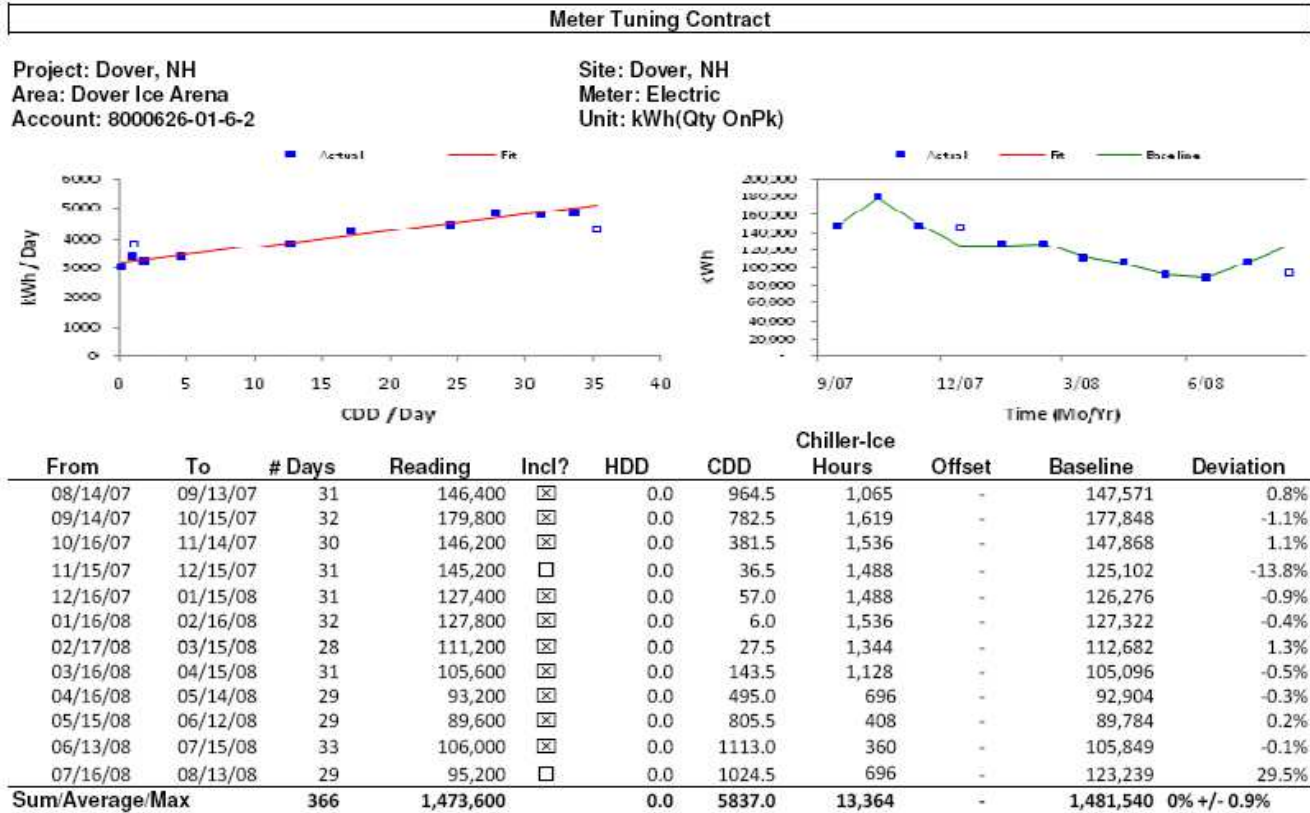 Meter Tuning Contract
Project: Dover, NH
Site: Dover, NH
Area: Dover Ice Arena
Meter: Electric
Account: 8000626-01-6-2
Unit: kWh(Qty OnPk)
Actual Fit
6000
5000
4000
3000
2000
1000
0
kWh / Day
0 5 10 15 20 25 30 35 40
CDD / Day
Actual Fit Baseline
200,000
180,000
160,000
140,000
120,000
100,000
80,000
60,000
40,000
20,000
-
kWh
9/07 12/07 3/08 6/08
Time (Mo/Yr)
Chiller-Ice
From To # Days Reading Incl? HDD CDD Hours Offset Baseline Deviation
08/14/07 09/13/07 31 146,400 ☒ 0.0 964.5 1,065 - 147,571 0.8%
09/14/07 10/15/07 32 179,800 ☒ 0.0 782.5 1,619 - 177,848 -1.1%
10/16/07 11/14/07 30 146,200 ☒ 0.0 381.5 1,536 - 147,868 1.1%
11/15/07 12/15/07 31 145,200 ☐ 0.0 36.5 1,488 - 125,102 -13.8%
12/16/07 01/15/08 31 127,400 ☒ 0.0 57.0 1,488 - 126,276 -0.9%
01/16/08 02/16/08 32 127,800 ☒ 0.0 6.0 1,536 - 127,322 -0.4%
02/17/08 03/15/08 28 111,200 ☒ 0.0 27.5 1,344 - 112,682 1.3%
03/16/08 04/15/08 31 105,600 ☒ 0.0 143.5 1,128 - 105,096 -0.5%
04/16/08 05/14/08 29 93,200 ☒ 0.0 495.0 696 - 92,904 -0.3%
05/15/08 06/12/08 29 89,600 ☒ 0.0 805.5 408 - 89,784 0.2%
06/13/08 07/15/08 33 106,000 ☒ 0.0 1113.0 360 - 105,849 -0.1%
07/16/08 08/13/08 29 95,200 ☐ 0.0 1024.5 696 - 123,239 29.5%
Sum/Average/Max 366 1,473,600 0.0 5837.0 13,364 - 1,481,540 0% +/- 0.9%